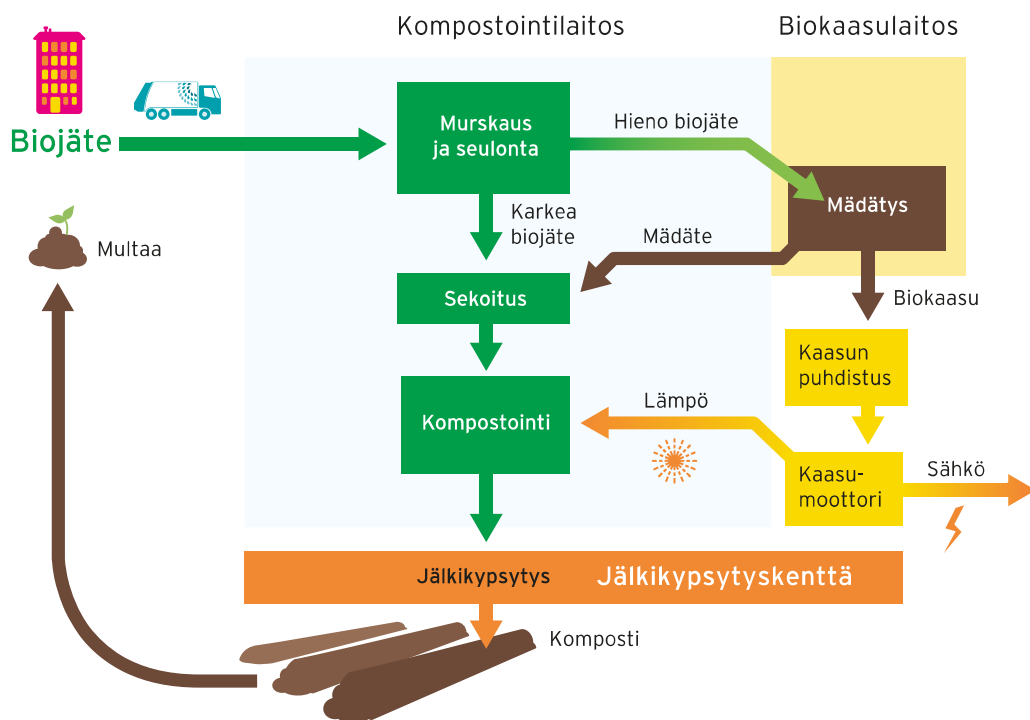 Kompostointilaitos
Biokaasulaitos
Biojäte
Murskaus
ja seulonta
Hieno biojäte
Mädätys
Karkea
biojäte
Mädäte
Multaa
Sekoitus
Biokaasu
Kaasun
puhdistus
Kompostointi
Lämpö
Kaasu-
moottori
Sähkö
Jälkikypsytys
Jälkikypsytyskenttä
Komposti